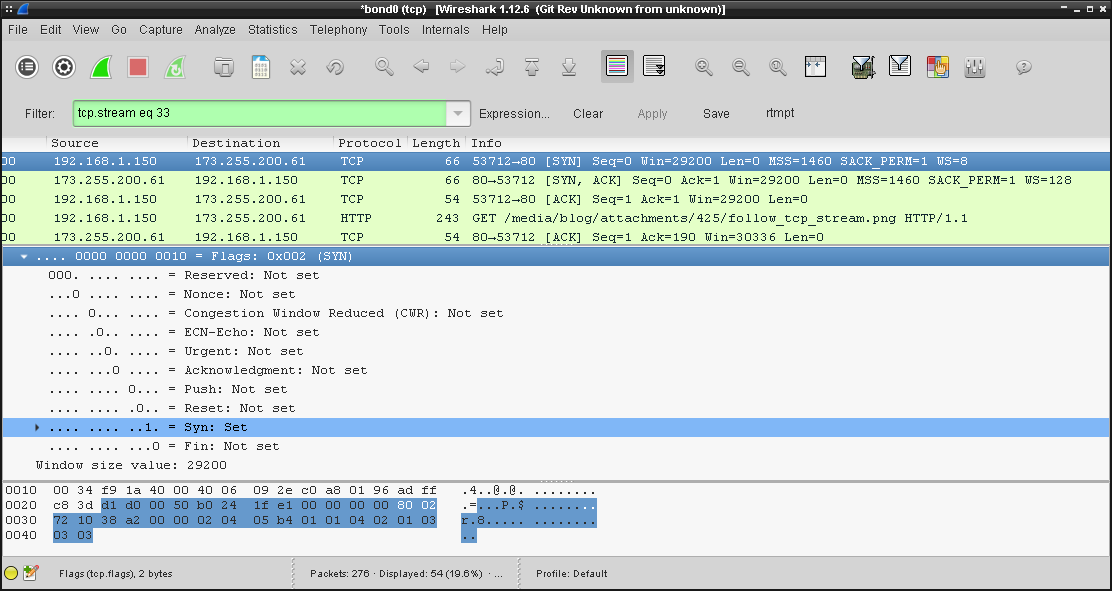 *bond0 (tcp) [Wireshark 1.12.6 (Git Rev Unknown from unknown)]
File Edit View Go Capture Analyze Statistics Telephony Tools Internals Help
Filter: tcp.stream eq 33 Expression... Clear Apply Save rtmpt
Source Destination Protocol Length Info
00 192.168.1.150 173.255.200.61 TCP 66 53712→80 [SYN] Seq=0 Win=29200 Len=0 MSS=1460 SACK_PERM=1 WS=8
00 173.255.200.61 192.168.1.150 TCP 66 80→53712 [SYN, ACK] Seq=0 Ack=1 Win=29200 Len=0 MSS=1460 SACK_PERM=1 WS=128
00 192.168.1.150 173.255.200.61 TCP 54 53712→80 [ACK] Seq=1 Ack=1 Win=29200 Len=0
00 192.168.1.150 173.255.200.61 HTTP 243 GET /media/blog/attachments/425/follow_tcp_stream.png HTTP/1.1
00 173.255.200.61 192.168.1.150 TCP 54 80→53712 [ACK] Seq=1 Ack=190 Win=30336 Len=0
.... 0000 0000 0010 = Flags: 0x002 (SYN)
000. .... .... = Reserved: Not set
...0 .... .... = Nonce: Not set
.... 0... .... = Congestion Window Reduced (CWR): Not set
.... .0.. .... = ECN-Echo: Not set
.... ..0. .... = Urgent: Not set
.... ...0 .... = Acknowledgment: Not set
.... .... 0... = Push: Not set
.... .... .0.. = Reset: Not set
.... .... ..1. = Syn: Set
.... .... ...0 = Fin: Not set
Window size value: 29200
0010 00 34 f9 1a 40 00 40 06 09 2e c0 a8 01 96 ad ff .4..@.@. ........
0020 c8 3d d1 d0 00 50 b0 24 1f e1 00 00 00 00 80 02 .=...P.$ ........
0030 72 10 38 a2 00 00 02 04 05 b4 01 01 04 02 01 03 r.8..... ........
0040 03 03 ..
Flags (tcp.flags), 2 bytes Packets: 276 · Displayed: 54 (19.6%) · ... Profile: Default